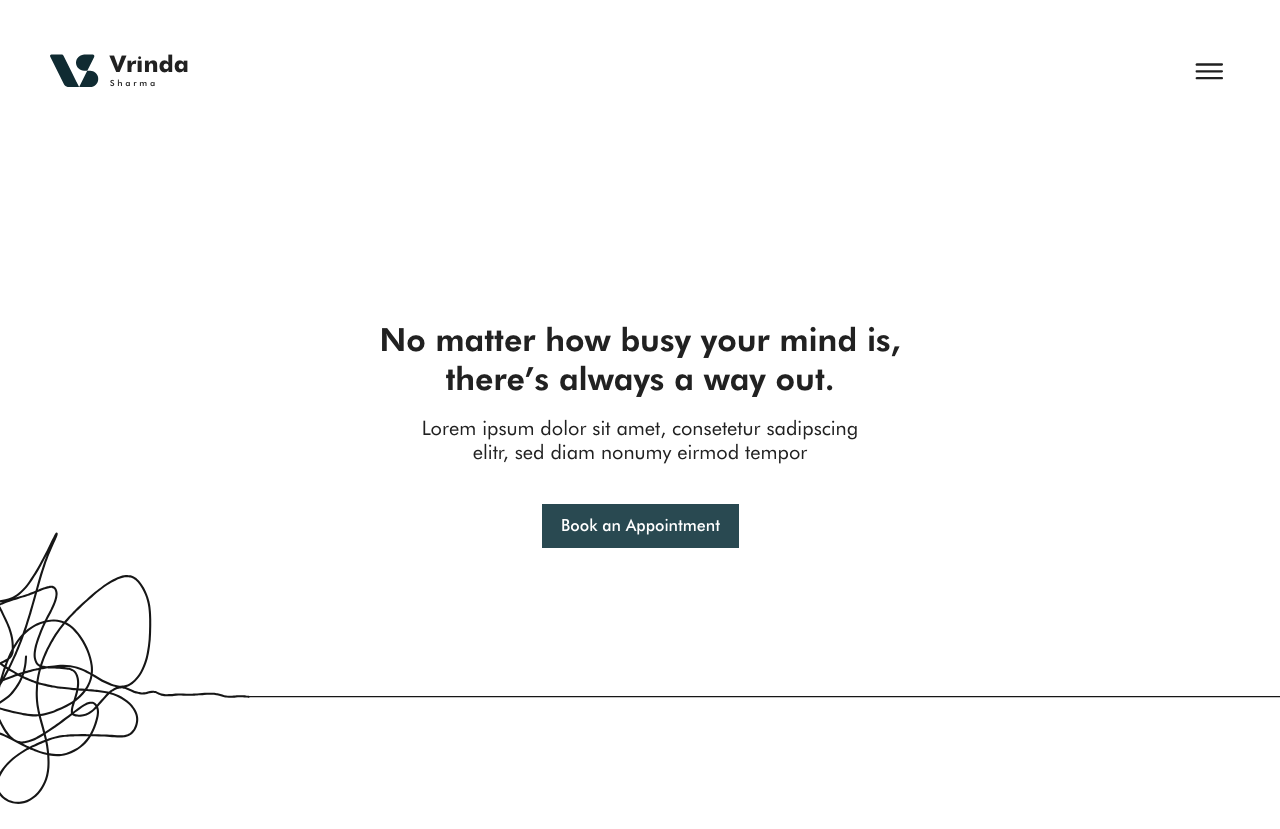 Vrinda
Sharma
No matter how busy your mind is,
there’s always a way out.
Lorem ipsum dolor sit amet, consetetur sadipscing
elitr, sed diam nonumy eirmod tempor
Book an Appointment